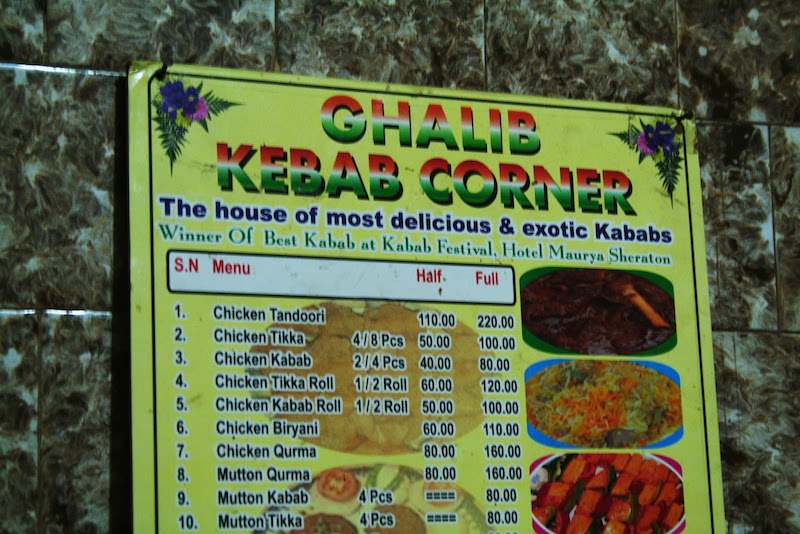 GHALIB
KEBAB CORNER
The house of most delicious & exotic Kababs
Winner Of Best Kabab at Kabab Festival, Hotel Maurya Sheraton
S.N Menu Half Full
1. Chicken Tandoori 110.00 220.00
2. Chicken Tikka 4 / 8 Pcs 50.00 100.00
3. Chicken Kabab 2 / 4 Pcs 40.00 80.00
4. Chicken Tikka Roll 1 / 2 Roll 60.00 120.00
5. Chicken Kabab Roll 1 / 2 Roll 50.00 100.00
6. Chicken Biryani 60.00 110.00
7. Chicken Qurma 80.00 160.00
8. Mutton Qurma 80.00 160.00
9. Mutton Kabab 4 Pcs ==== 80.00
10. Mutton Tikka 4 Pcs ==== 80.00